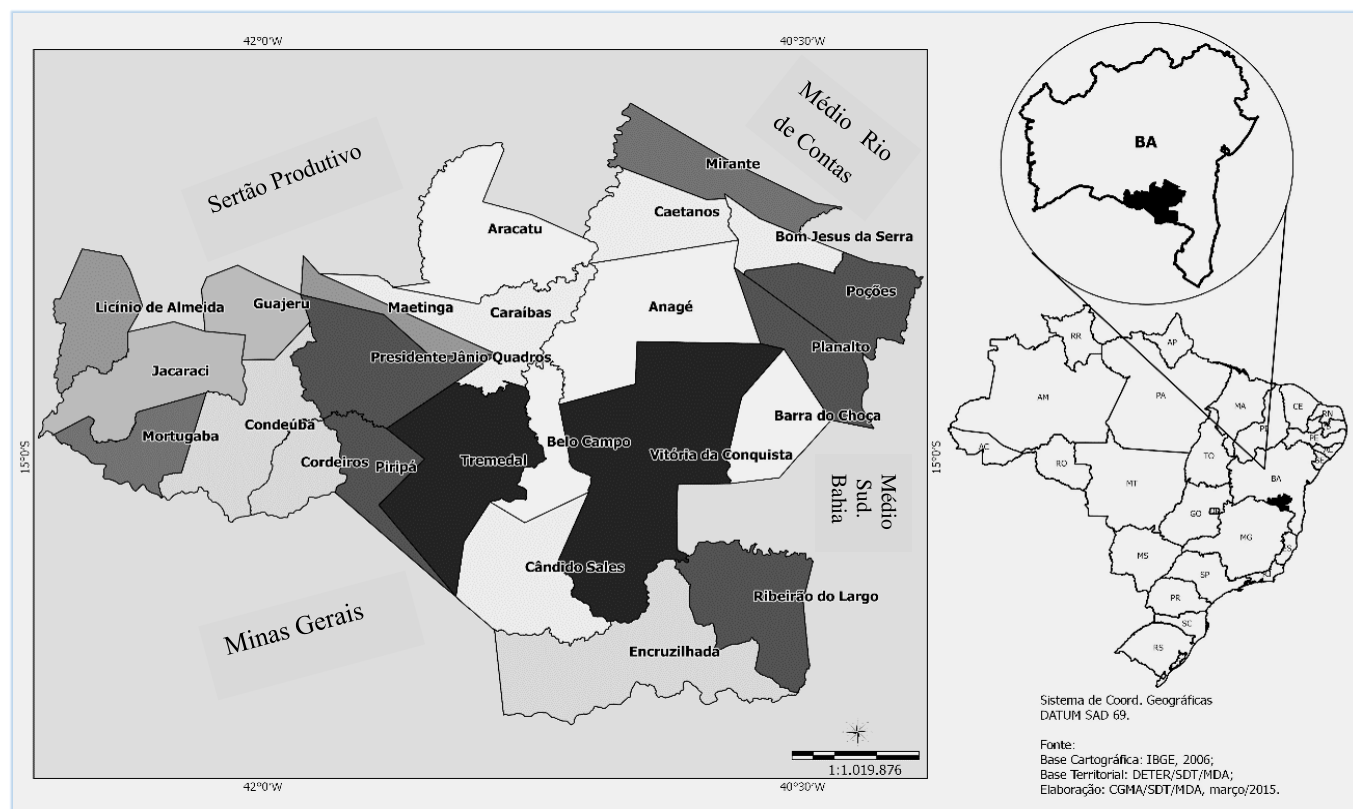 42°0'W
40°30'W
Médio Rio
de Contas
Sertão Produtivo
Mirante
Caetanos
Aracatu
Bom Jesus da Serra
Poções
Licínio de Almeida
Guajeru
Maetinga
Caraíbas
Anagé
Planalto
Presidente Jânio Quadros
Jacaraci
Barra do Choça
Mortugaba
Condeúba
Belo Campo
Vitória da Conquista
Cordeiros
Piripá
Tremedal
15°0'S
15°0'S
Médio
Sud.
Bahia
Cândido Sales
Ribeirão do Largo
Minas Gerais
Encruzilhada
1:1.019.876
42°0'W
40°30'W
BA
RR
AP
AM
PA
MA
CE
RN
AC
RO
TO
BA
MT
GO
MG
MS
SP
PR
SC
RS
Sistema de Coord. Geográficas
DATUM SAD 69.
Fonte:
Base Cartográfica: IBGE, 2006;
Base Territorial: DETER/SDT/MDA;
Elaboração: CGMA/SDT/MDA, março/2015.